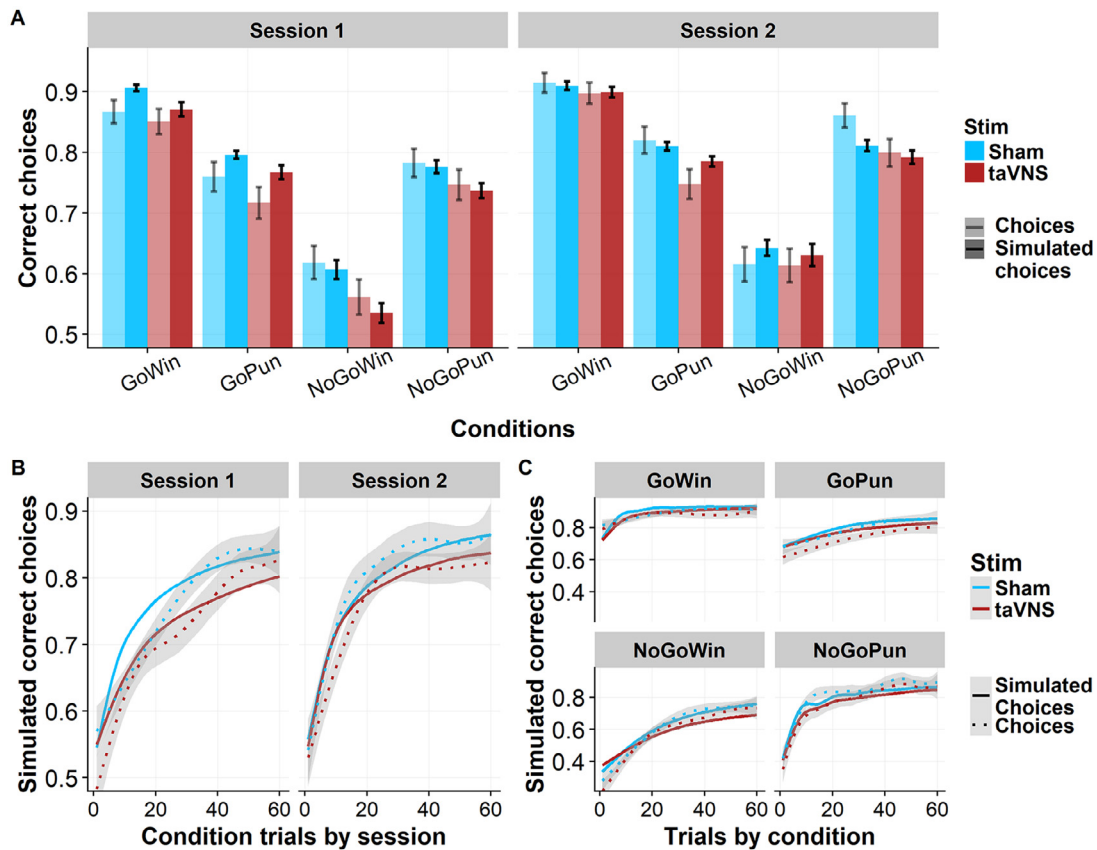 A
Session 1
Session 2
Correct choices
0.9
0.8
0.7
0.6
0.5
GoWin
GoPun
NoGoWin
NoGoPun
GoWin
GoPun
NoGoWin
NoGoPun
Conditions
Stim
Sham
taVNS
Choices
Simulated
choices
B
Session 1
Session 2
Simulated correct choices
0.9
0.8
0.7
0.6
0.5
0
20
40
60
0
20
40
60
Condition trials by session
C
GoWin
GoPun
NoGoWin
NoGoPun
Simulated correct choices
0.8
0.6
0.4
0.8
0.6
0.4
0
20
40
60
0
20
40
60
Trials by condition
Stim
Sham
taVNS
Simulated
Choices
Choices